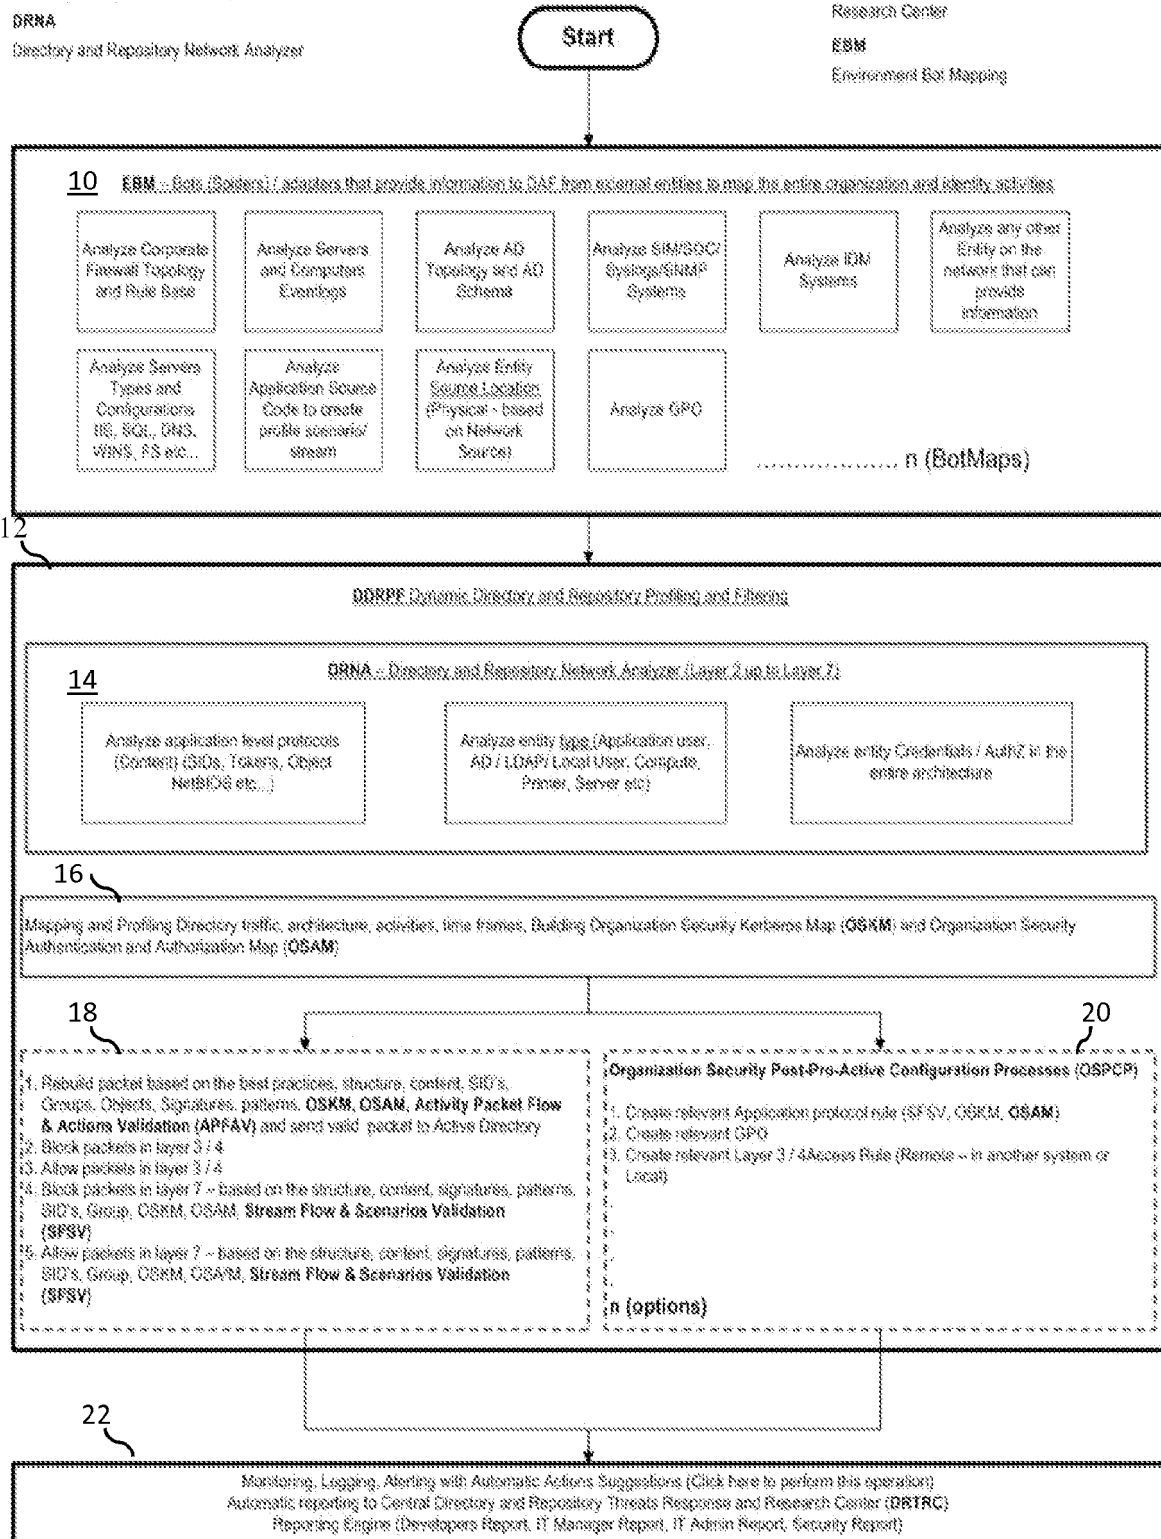 DRNA
Directory and Repository Network Analyzer
Start
Research Center
EBM
Environment Bot Mapping
10
EBM – Bots (Spiders) / adapters that provide information to DAF from external entities to map the entire organization and identity activities
Analyze Corporate
Firewall Topology
and Rule Base
Analyze Servers
and Computers
Eventlogs
Analyze AD
Topology and AD
Schema
Analyze SIM/SOC/
Syslogs/SNMP
Systems
Analyze IDM
Systems
Analyze any other
Entity on the
network that can
provide
information
Analyze Servers
Types and
Configurations
IIS, SQL, DNS,
WINS, FS etc...
Analyze
Application Source
Code to create
profile scenario/
stream
Analyze Entity
Source Location
(Physical - based
on Network
Source)
Analyze GPO
.................... n (BotMaps)
12
DDRPF Dynamic Directory and Repository Profiling and Filtering
14
DRNA – Directory and Repository Network Analyzer (Layer 2 up to Layer 7)
Analyze application level protocols
(Content) (SIDs, Tokens, Object
NetBIOS etc...)
Analyze entity type (Application user,
AD / LDAP/ Local User, Compute,
Printer, Server etc)
Analyze entity Credentials / AuthZ in the
entire architecture
16
Mapping and Profiling Directory traffic, architecture, activities, time frames, Building Organization Security Kerberos Map (OSKM) and Organization Security
Authentication and Authorization Map (OSAM)
18
1. Rebuild packet based on the best practices, structure, content, SID's,
Groups, Objects, Signatures, patterns, OSKM, OSAM, Activity Packet Flow
& Actions Validation (APFAV) and send valid packet to Active Directory
2. Block packets in layer 3 / 4
3. Allow packets in layer 3 / 4
4. Block packets in layer 7 – based on the structure, content, signatures, patterns,
SID's, Group, OSKM, OSAM, Stream Flow & Scenarios Validation
(SFSV)
5. Allow packets in layer 7 – based on the structure, content, signatures, patterns,
SID's, Group, OSKM, OSA/M, Stream Flow & Scenarios Validation
(SFSV)
20
Organization Security Post-Pro-Active Configuration Processes (OSPCP)
1. Create relevant Application protocol rule (SFSV, OSKM, OSAM)
2. Create relevant GPO
3. Create relevant Layer 3 / 4Access Rule (Remote – in another system or
Local)
.
.
.
.
n (options)
22
Monitoring, Logging, Alerting with Automatic Actions Suggestions (Click here to perform this operation)
Automatic reporting to Central Directory and Repository Threats Response and Research Center (DRTRC)
Reporting Engine (Developers Report, IT Manager Report, IT Admin Report, Security Report)